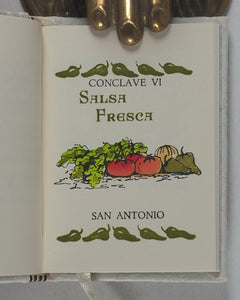 CONCLAVE VI
SALSA
FRESCA
SAN ANTONIO